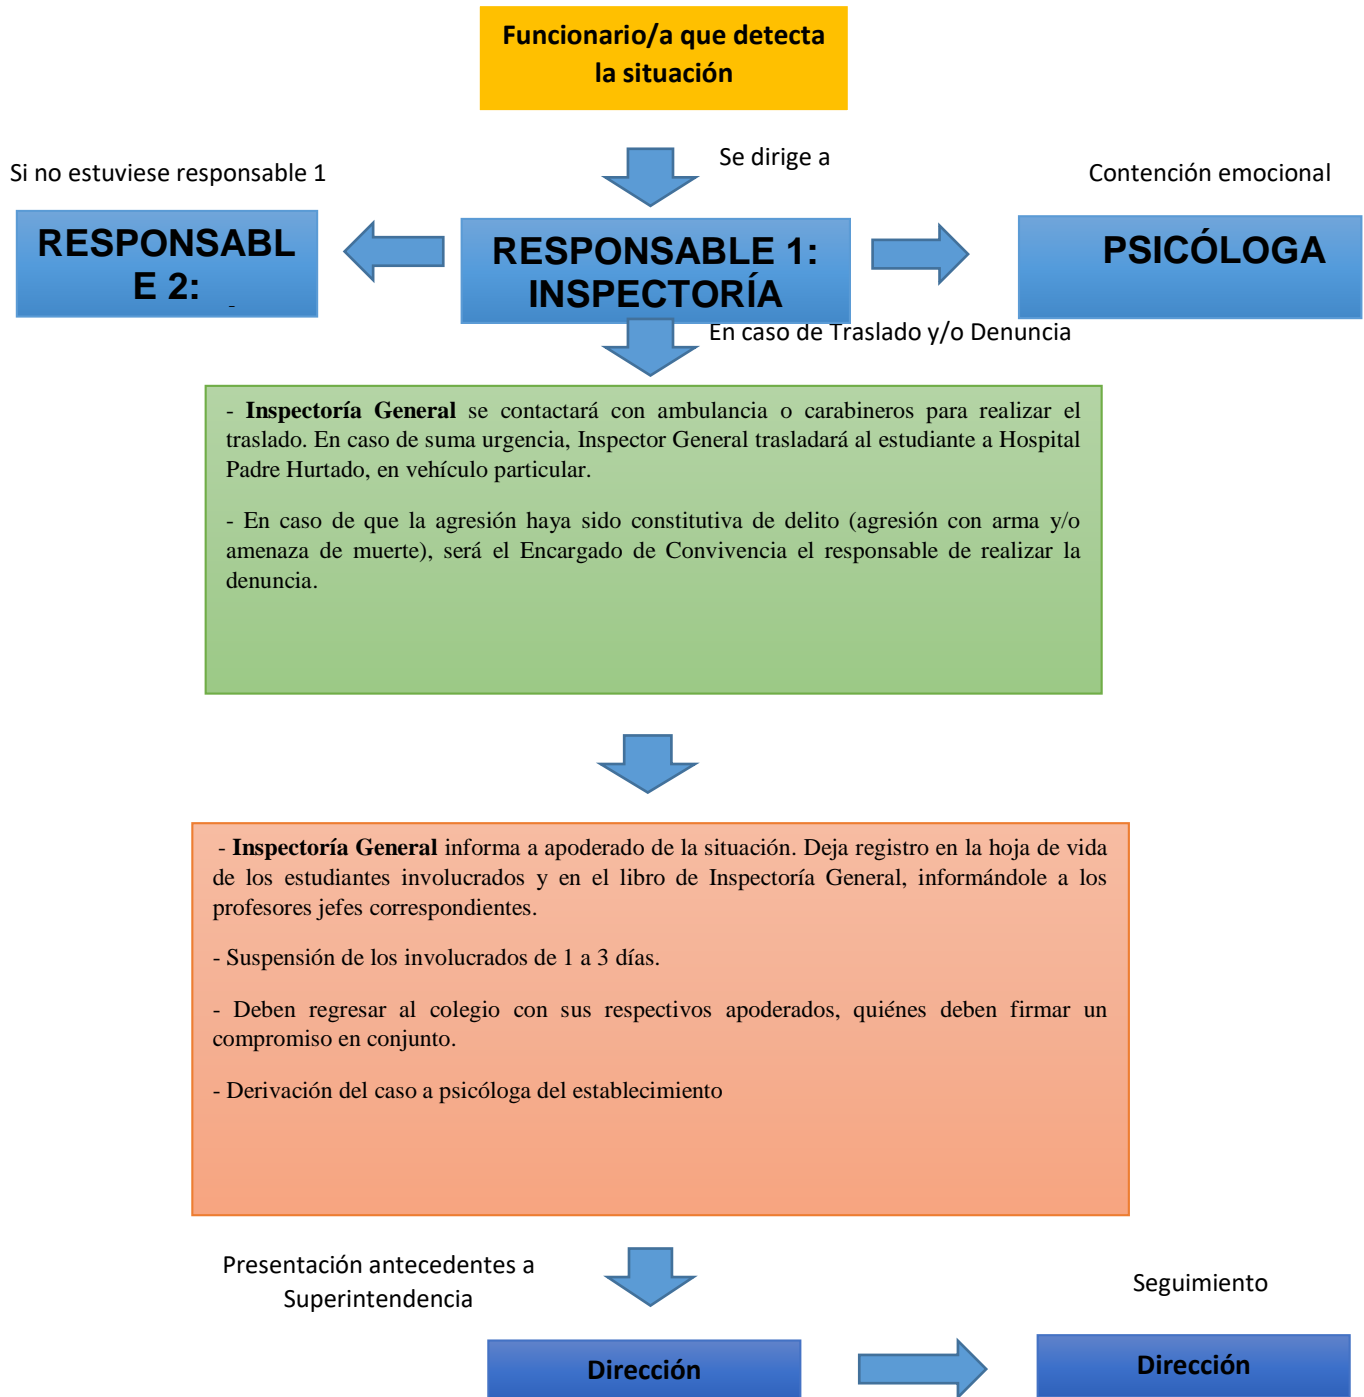 Funcionario/a que detecta
la situación
Se dirige a
Si no estuviese responsable 1
Contención emocional
RESPONSABL
E 2:
RESPONSABLE 1:
INSPECTORÍA
PSICÓLOGA
En caso de Traslado y/o Denuncia
- Inspectoría General se contactará con ambulancia o carabineros para realizar el
traslado. En caso de suma urgencia, Inspector General trasladará al estudiante a Hospital
Padre Hurtado, en vehículo particular.
- En caso de que la agresión haya sido constitutiva de delito (agresión con arma y/o
amenaza de muerte), será el Encargado de Convivencia el responsable de realizar la
denuncia.
- Inspectoría General informa a apoderado de la situación. Deja registro en la hoja de vida
de los estudiantes involucrados y en el libro de Inspectoría General, informándole a los
profesores jefes correspondientes.
- Suspensión de los involucrados de 1 a 3 días.
- Deben regresar al colegio con sus respectivos apoderados, quiénes deben firmar un
compromiso en conjunto.
- Derivación del caso a psicóloga del establecimiento
Presentación antecedentes a
Superintendencia
Seguimiento
Dirección
Dirección